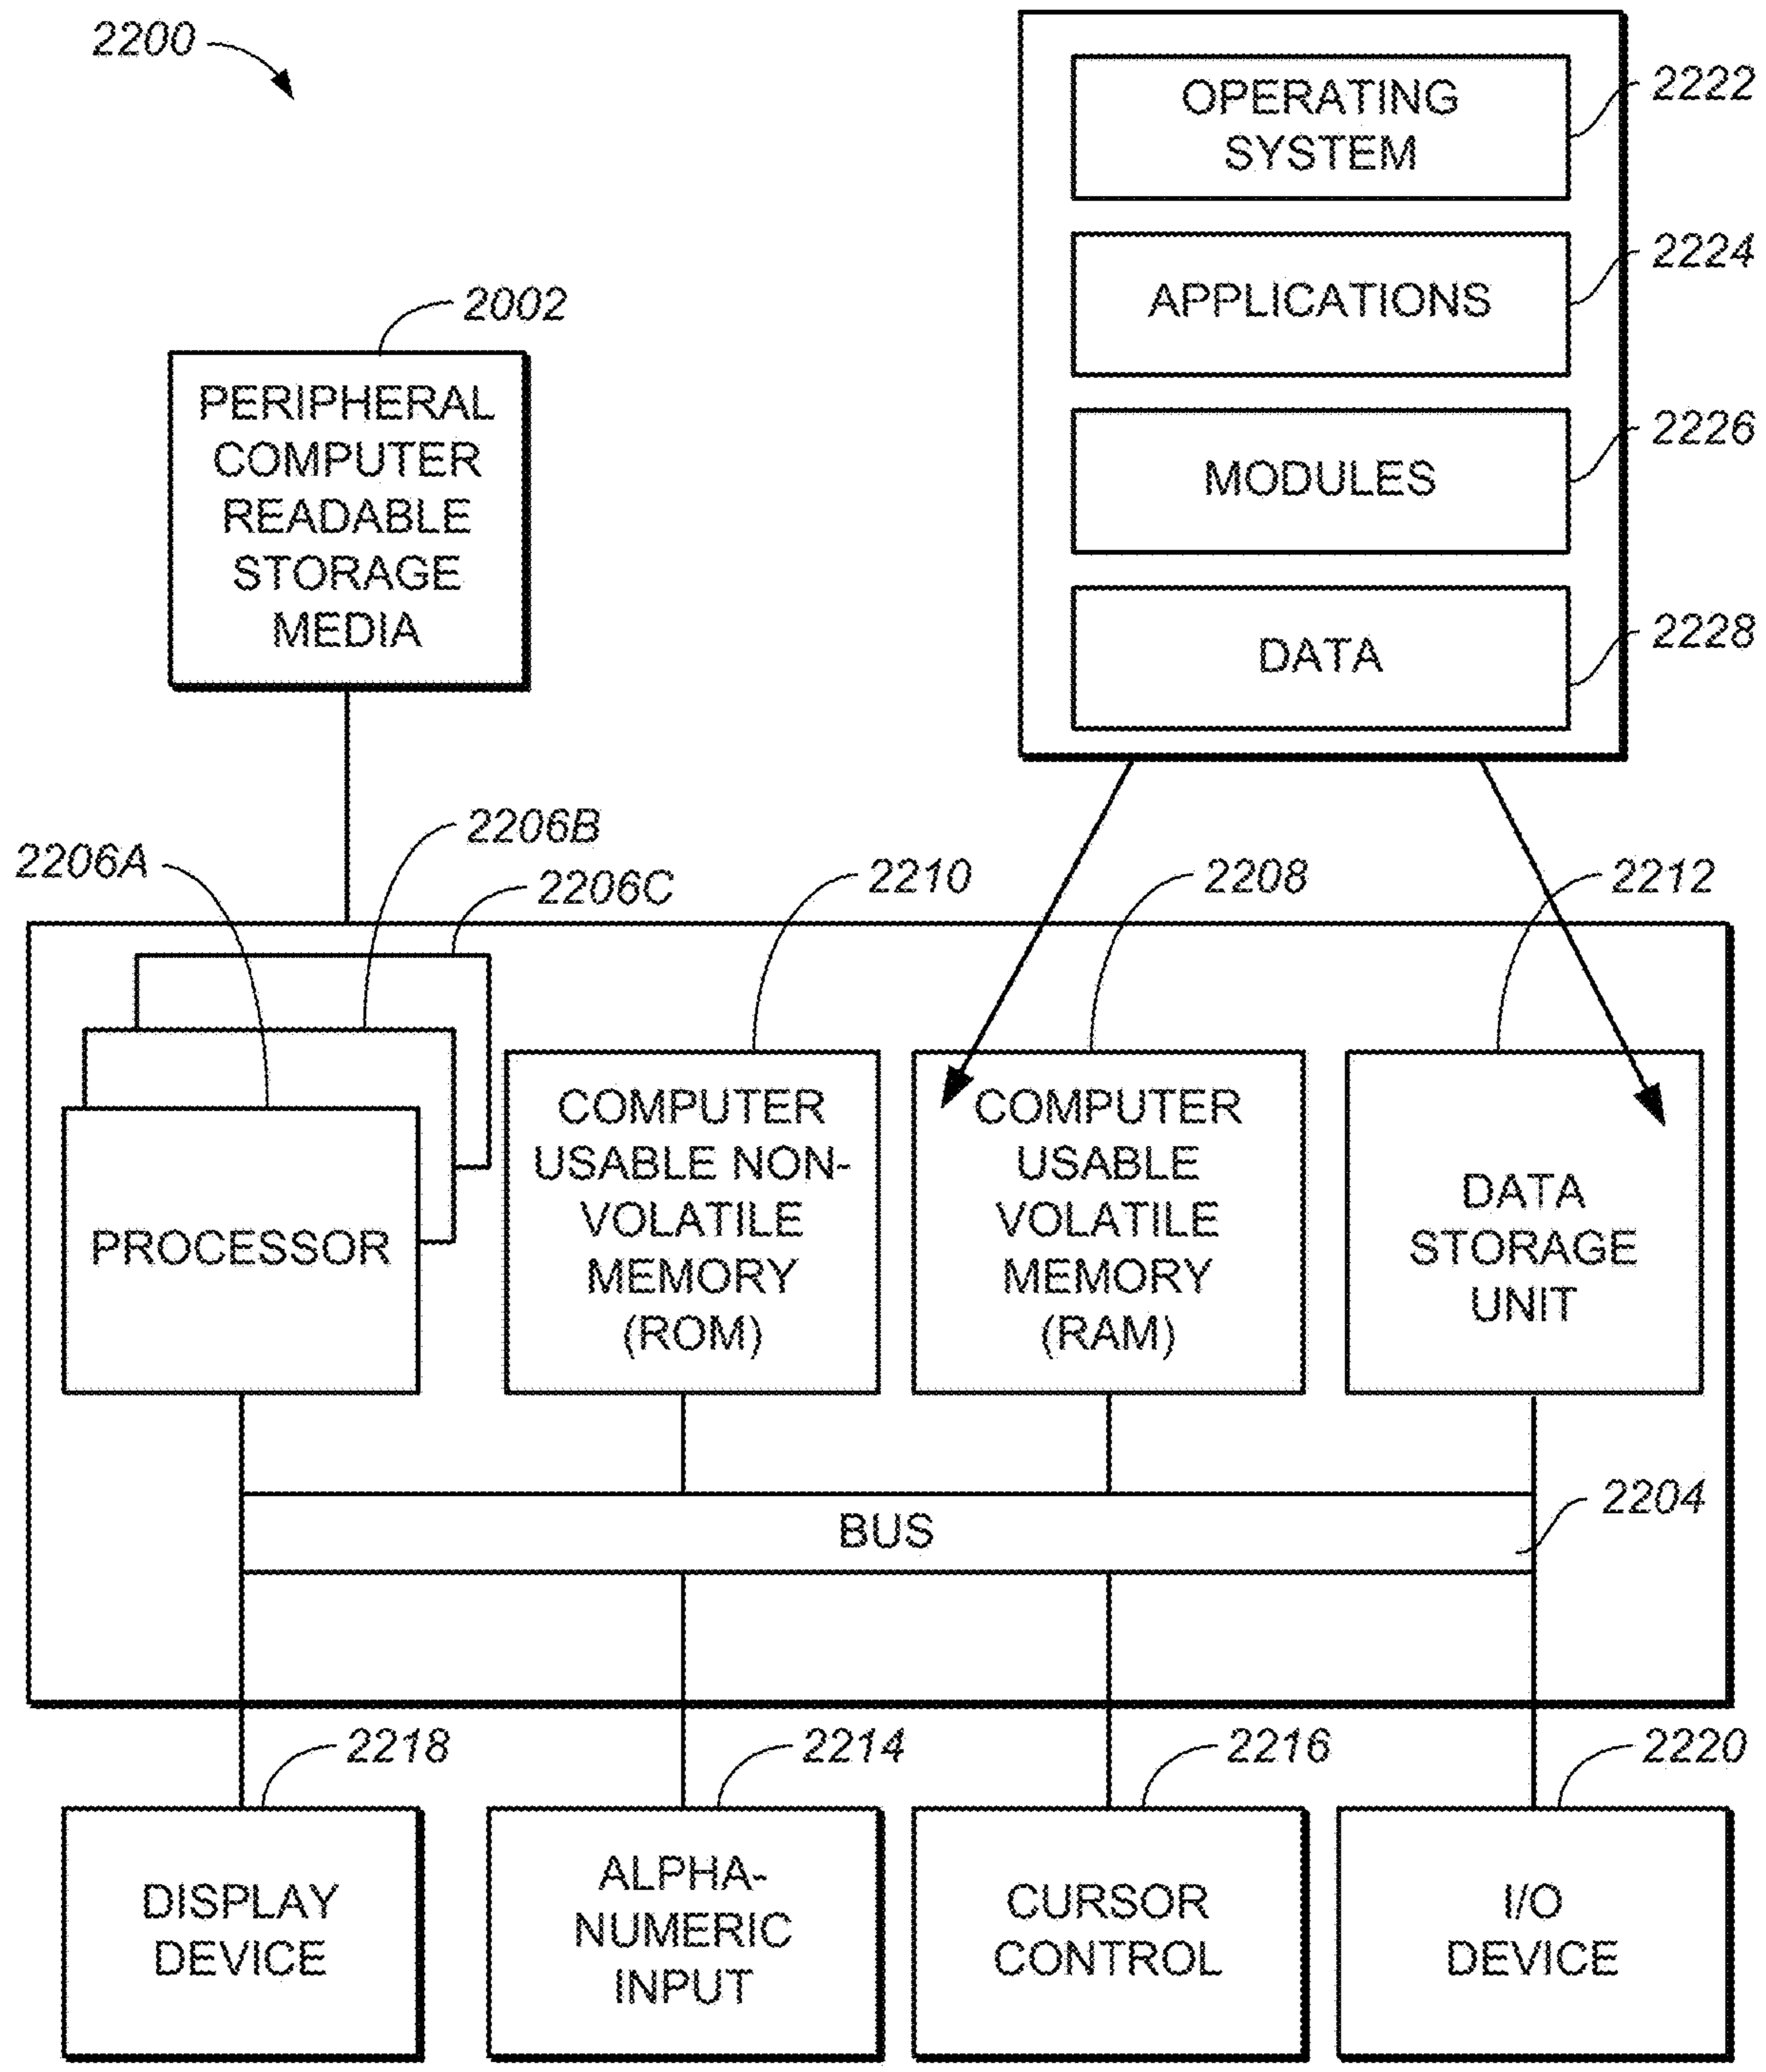 2200
OPERATING
SYSTEM
2222
APPLICATIONS
2224
MODULES
2226
DATA
2228
2002
PERIPHERAL
COMPUTER
READABLE
STORAGE
MEDIA
2206A
2206B
2206C
2210
2208
2212
PROCESSOR
COMPUTER
USABLE NON-
VOLATILE
MEMORY
(ROM)
COMPUTER
USABLE
VOLATILE
MEMORY
(RAM)
DATA
STORAGE
UNIT
BUS
2204
2218
2214
2216
2220
DISPLAY
DEVICE
ALPHA-
NUMERIC
INPUT
CURSOR
CONTROL
I/O
DEVICE